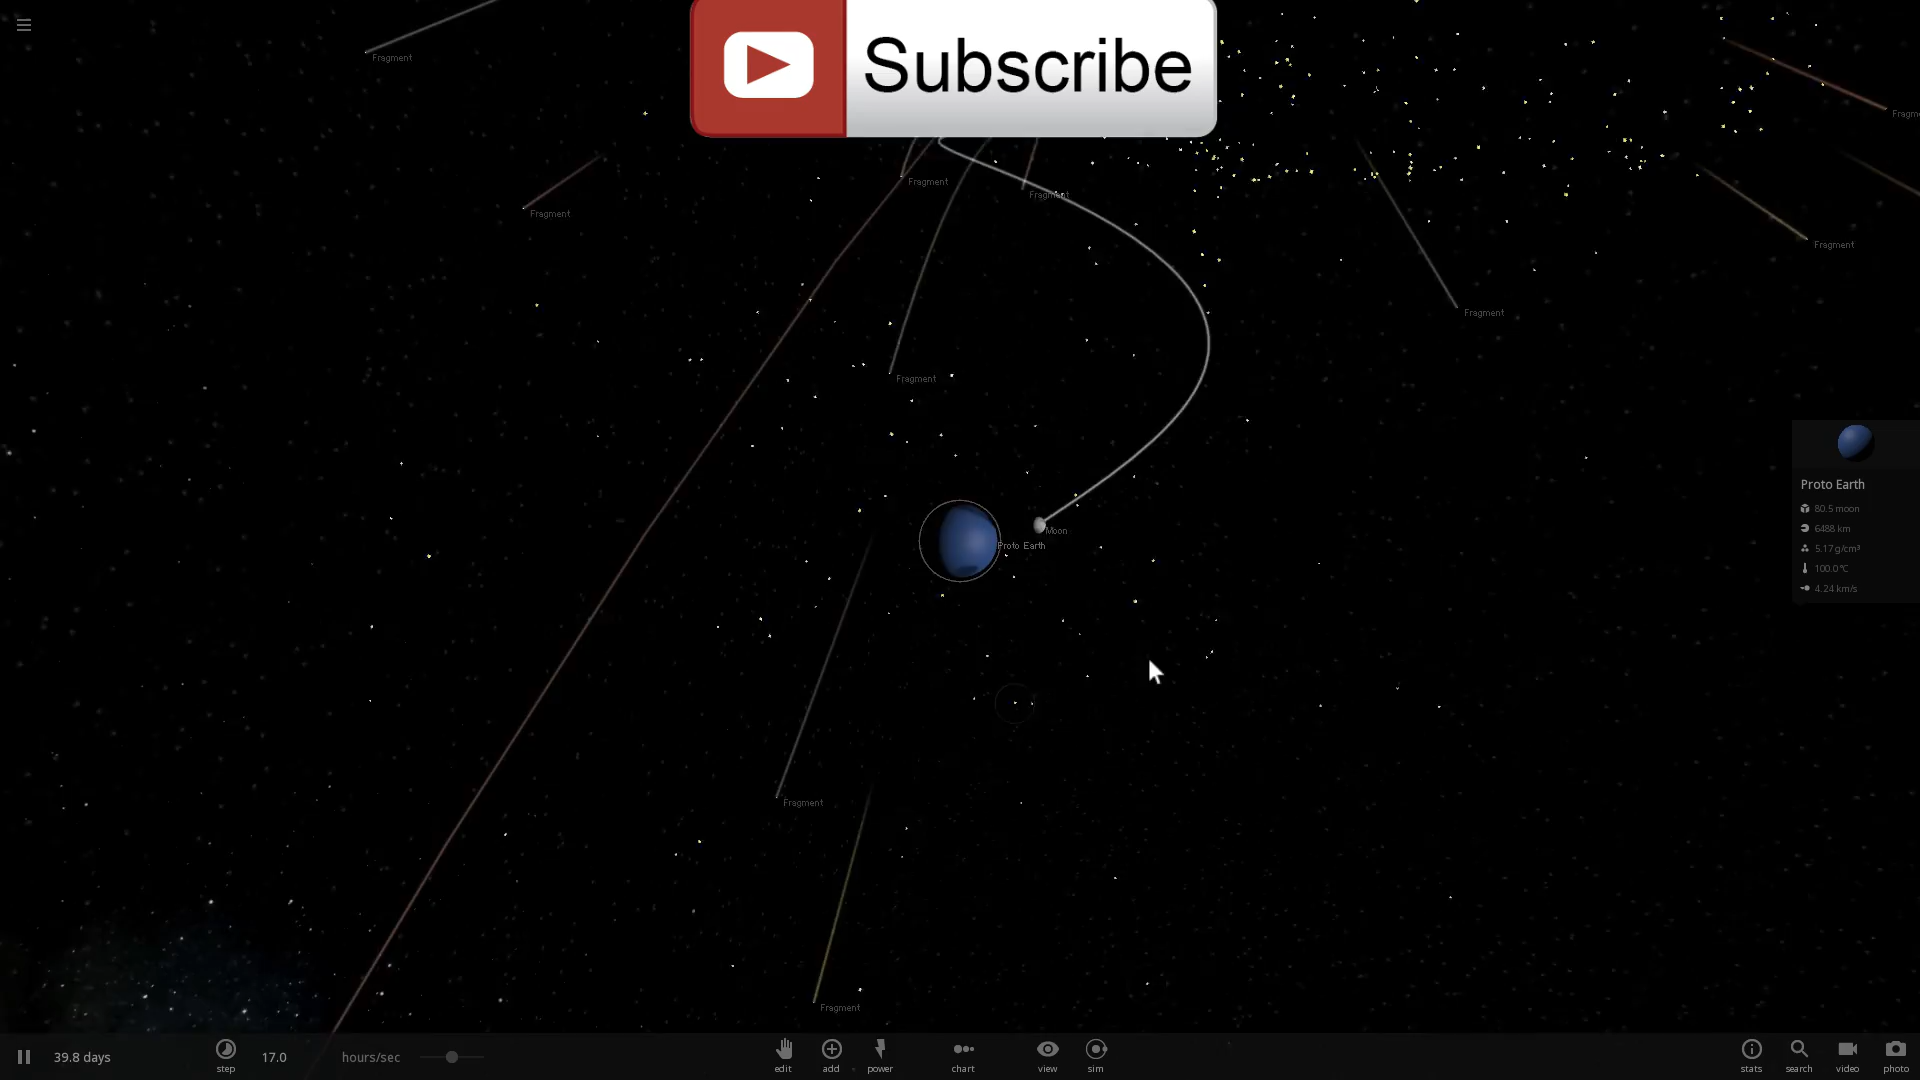 Subscribe
Fragment
Fragm
Fragment
Fragment
Fragment
Fragment
Fragment
Fragment
Fragment
Moon
Proto Earth
Proto Earth
80.5 moon
6488 km
5.17 g/cm³
100.0 °C
4.24 km/s
Fragment
Fragment
39.8 days
step
17.0
hours/sec
edit
add
power
chart
view
sim
stats
search
video
photo